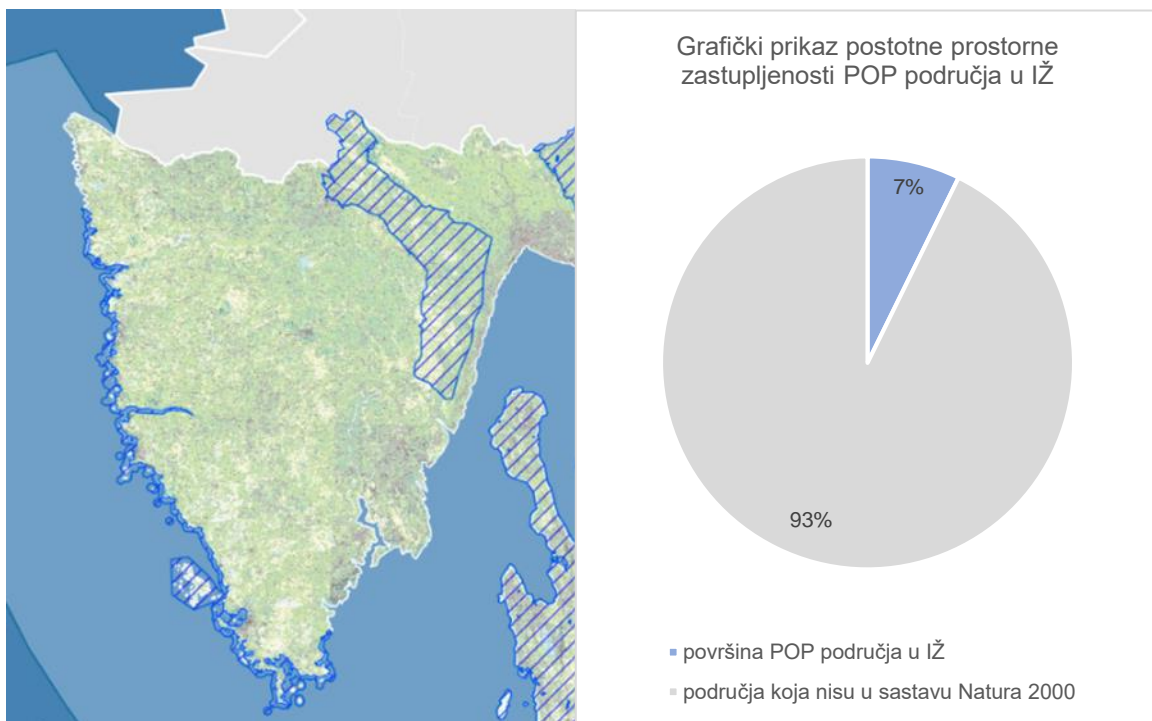 Grafički prikaz postotne prostorne
zastupljenosti POP područja u IŽ
7%
93%
površina POP područja u IŽ
područja koja nisu u sastavu Natura 2000